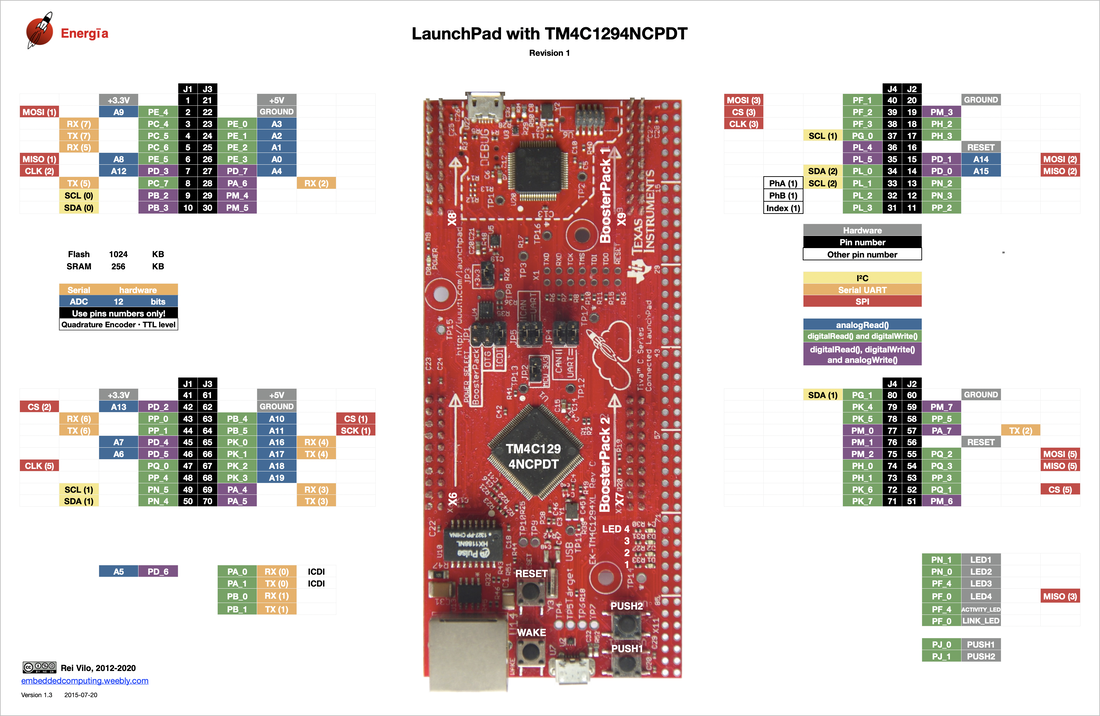 Energīa
LaunchPad with TM4C1294NCPDT
Revision 1
J1 J3
+3.3V 1 21 +5V
MOSI (1) A9 PE_4 2 22 GROUND
RX (7) PC_4 3 23 PE_0 A3
TX (7) PC_5 4 24 PE_1 A2
RX (5) PC_6 5 25 PE_2 A1
MISO (1) A8 PE_5 6 26 PE_3 A0
CLK (2) A12 PD_3 7 27 PD_7 A4
TX (5) PC_7 8 28 PA_6 RX (2)
SCL (0) PB_2 9 29 PM_4
SDA (0) PB_3 10 30 PM_5
Flash 1024 KB
SRAM 256 KB
Serial hardware
ADC 12 bits
Use pins numbers only!
Quadrature Encoder · TTL level
J1 J3
+3.3V 41 61 +5V
CS (2) A13 PD_2 42 62 GROUND
RX (6) PP_0 43 63 PB_4 A10 CS (1)
TX (6) PP_1 44 64 PB_5 A11 SCK (1)
A7 PD_4 45 65 PK_0 A16 RX (4)
A6 PD_5 46 66 PK_1 A17 TX (4)
CLK (5) PQ_0 47 67 PK_2 A18
PP_4 48 68 PK_3 A19
SCL (1) PN_5 49 69 PA_4 RX (3)
SDA (1) PN_4 50 70 PA_5 TX (3)
A5 PD_6 PA_0 RX (0) ICDI
PA_1 TX (0) ICDI
PB_0 RX (1)
PB_1 TX (1)
Rei Vilo, 2012-2020
embeddedcomputing.weebly.com
Version 1.3 2015-07-20
DEBUG
BoosterPack 1
X8
X9
TEXAS
INSTRUMENTS
http://www.ti.com/launchpad
POWER SELECT
BoosterPack
OTG
ICDI
CAN
UART
Tiva C Series
Connected LaunchPad
TM4C129
4NCPDT
BoosterPack 2
X6
X7
EK-TM4C1294XL Rev C
Pulse
HX1188NL
CHINA
LED 4
3
2
1
Target USB
RESET
WAKE
PUSH2
PUSH1
J4 J2
MOSI (3) PF_1 40 20 GROUND
CS (3) PF_2 39 19 PM_3
CLK (3) PF_3 38 18 PH_2
SCL (1) PG_0 37 17 PH_3
PL_4 36 16 RESET
PL_5 35 15 PD_1 A14 MOSI (2)
SDA (2) PL_0 34 14 PD_0 A15 MISO (2)
PhA (1) SCL (2) PL_1 33 13 PN_2
PhB (1) PL_2 32 12 PN_3
Index (1) PL_3 31 11 PP_2
Hardware
Pin number
Other pin number
I²C
Serial UART
SPI
analogRead()
digitalRead() and digitalWrite()
digitalRead(), digitalWrite()
and analogWrite()
J4 J2
SDA (1) PG_1 80 60 GROUND
PK_4 79 59 PM_7
PK_5 78 58 PP_5
PM_0 77 57 PA_7 TX (2)
PM_1 76 56 RESET
PM_2 75 55 PQ_2 MOSI (5)
PH_0 74 54 PQ_3 MISO (5)
PH_1 73 53 PP_3
PK_6 72 52 PQ_1 CS (5)
PK_7 71 51 PM_6
PN_1 LED1
PN_0 LED2
PF_4 LED3
PF_0 LED4 MISO (3)
PF_4 ACTIVITY_LED
PF_0 LINK_LED
PJ_0 PUSH1
PJ_1 PUSH2